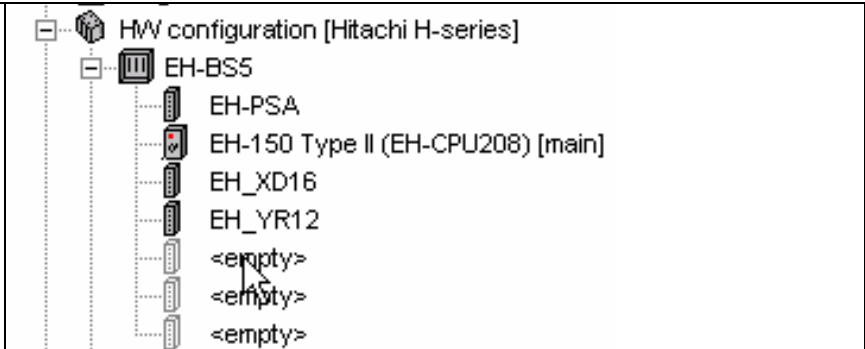 HW configuration [Hitachi H-series]
EH-BS5
EH-PSA
EH-150 Type II (EH-CPU208) [main]
EH_XD16
EH_YR12
<empty>
<empty>
<empty>